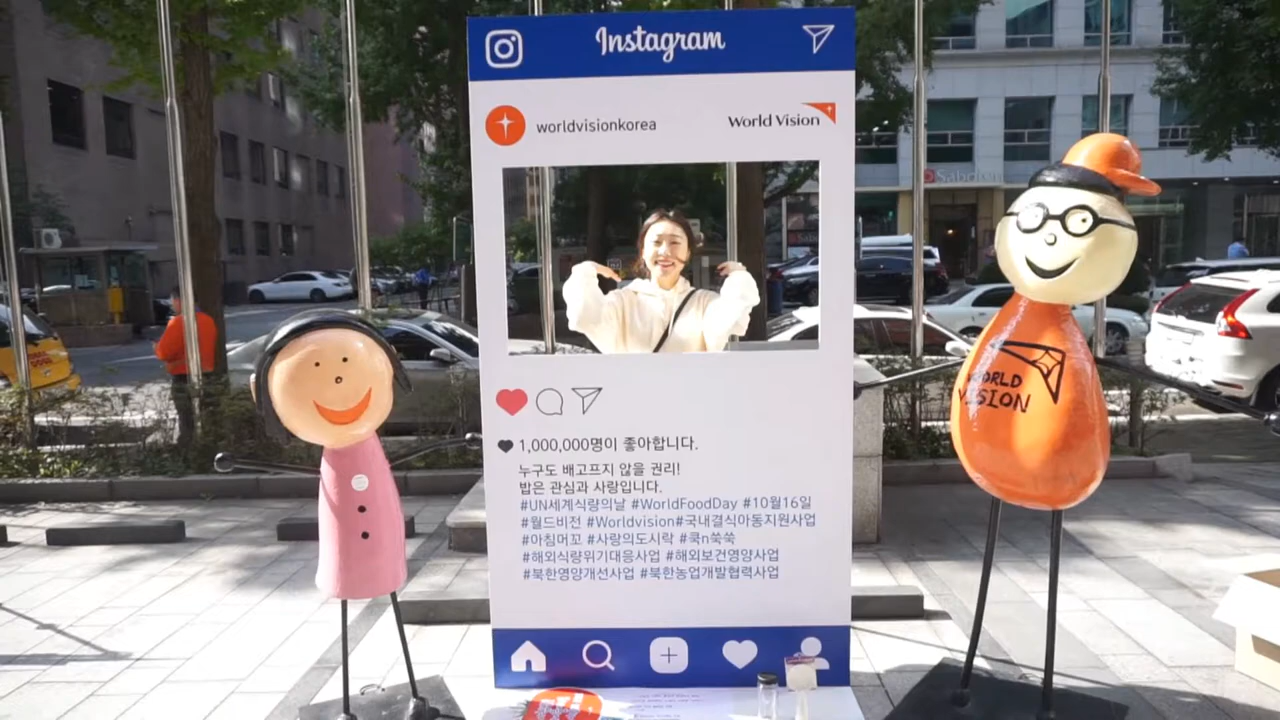 Instagram
worldvisionkorea
World Vision
WORLD
VISION
1,000,000명이 좋아합니다.
누구도 배고프지 않을 권리!
밥은 관심과 사랑입니다.
#UN세계식량의날 #WorldFoodDay #10월16일
#월드비전 #Worldvision#국내결식아동지원사업
#아침머꼬 #사랑의도시락 #쿡n쑥쑥
#해외식량위기대응사업 #해외보건영양사업
#북한영양개선사업 #북한농업개발협력사업